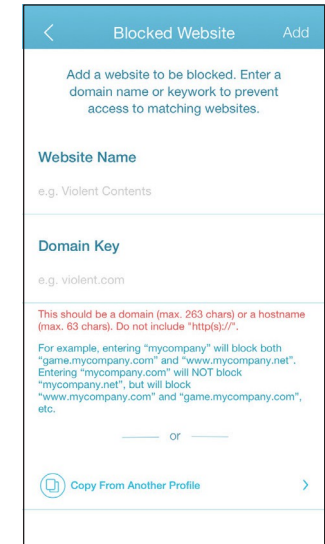 Blocked Website Add
Add a website to be blocked. Enter a
domain name or keywork to prevent
access to matching websites.
Website Name
e.g. Violent Contents
Domain Key
e.g. violent.com
This should be a domain (max. 263 chars) or a hostname
(max. 63 chars). Do not include "http(s)://".
For example, entering "mycompany" will block both
"game.mycompany.com" and "www.mycompany.net".
Entering "mycompany.com" will NOT block
"mycompany.net", but will block
"www.mycompany.com" and "game.mycompany.com",
etc.
or
Copy From Another Profile